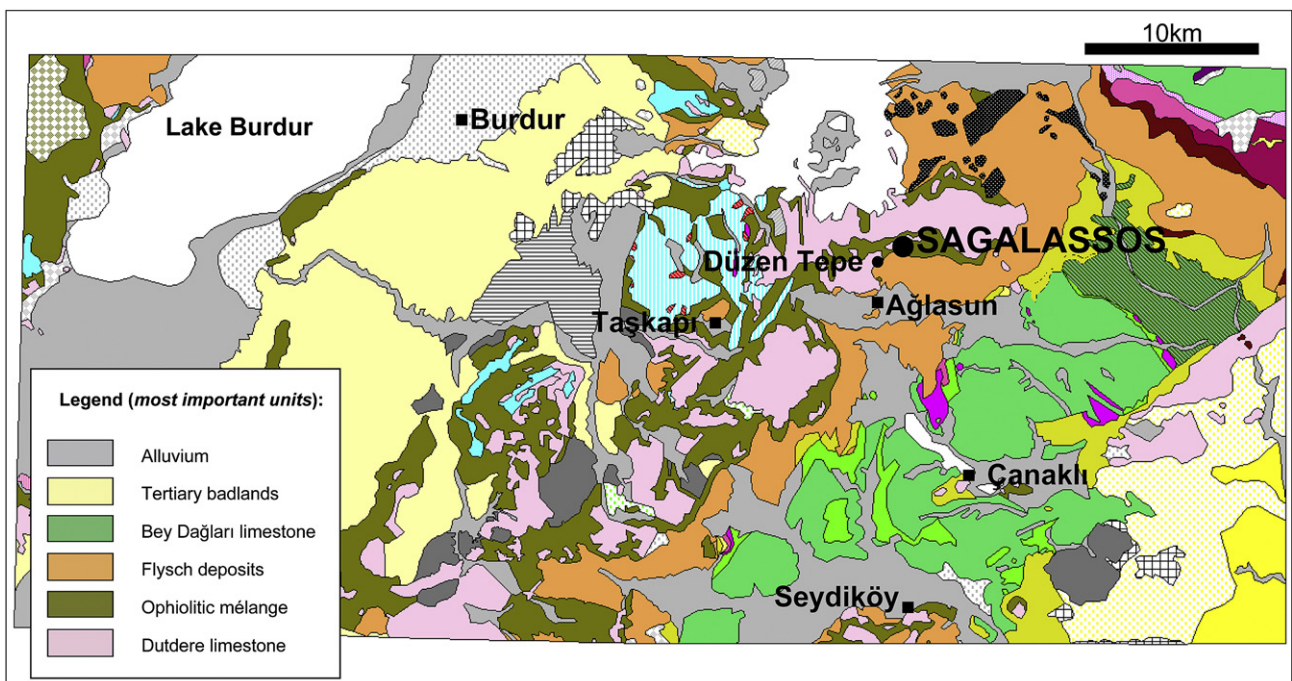 10km
Lake Burdur
Burdur
SAGALASSOS
Düzen Tepe
Ağlasun
Taşkapı
Çanaklı
Seydiköy
Legend (most important units):
Alluvium
Tertiary badlands
Bey Dağları limestone
Flysch deposits
Ophiolitic mélange
Dutdere limestone